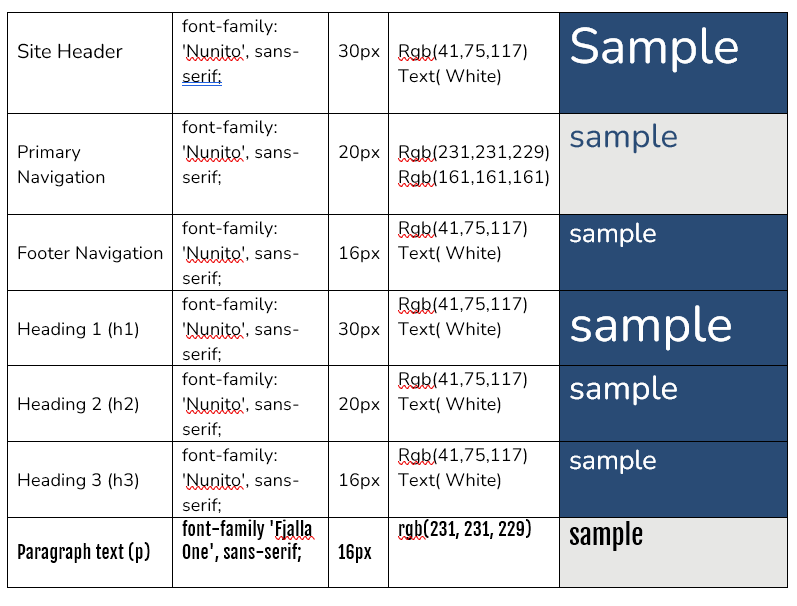 Site Header
font-family:
'Nunito', sans-
serif;
30px
Rgb(41,75,117)
Text( White)
Sample
Primary
Navigation
font-family:
'Nunito', sans-
serif;
20px
Rgb(231,231,229)
Rgb(161,161,161)
sample
Footer Navigation
font-family:
'Nunito', sans-
serif;
16px
Rgb(41,75,117)
Text( White)
sample
Heading 1 (h1)
font-family:
'Nunito', sans-
serif;
30px
Rgb(41,75,117)
Text( White)
sample
Heading 2 (h2)
font-family:
'Nunito', sans-
serif;
20px
Rgb(41,75,117)
Text( White)
sample
Heading 3 (h3)
font-family:
'Nunito', sans-
serif;
16px
Rgb(41,75,117)
Text( White)
sample
Paragraph text (p)
font-family 'Fjalla
One', sans-serif;
16px
rgb(231, 231, 229)
sample